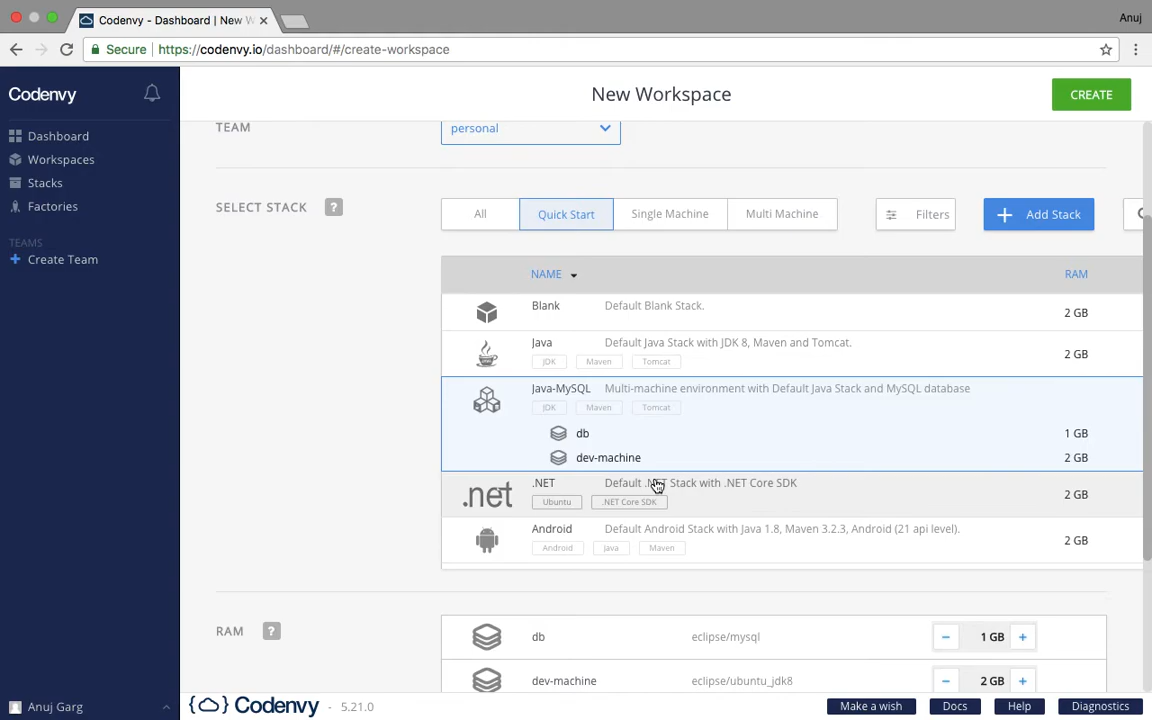 Codenvy - Dashboard | New W
Anuj
Secure
https://codenvy.io/dashboard/#/create-workspace
Codenvy
New Workspace
CREATE
Dashboard
Workspaces
Stacks
Factories
TEAMS
Create Team
TEAM
personal
SELECT STACK
?
All
Quick Start
Single Machine
Multi Machine
Filters
Add Stack
NAME
RAM
Blank
Default Blank Stack.
2 GB
Java
Default Java Stack with JDK 8, Maven and Tomcat.
JDK
Maven
Tomcat
2 GB
Java-MySQL
Multi-machine environment with Default Java Stack and MySQL database
JDK
Maven
Tomcat
db
1 GB
dev-machine
2 GB
.net
.NET
Default .NET Stack with .NET Core SDK
Ubuntu
.NET Core SDK
2 GB
Android
Default Android Stack with Java 1.8, Maven 3.2.3, Android (21 api level).
Android
Java
Maven
2 GB
RAM
?
db
eclipse/mysql
− 1 GB +
dev-machine
eclipse/ubuntu_jdk8
− 2 GB +
Anuj Garg
Codenvy - 5.21.0
Make a wish
Docs
Help
Diagnostics